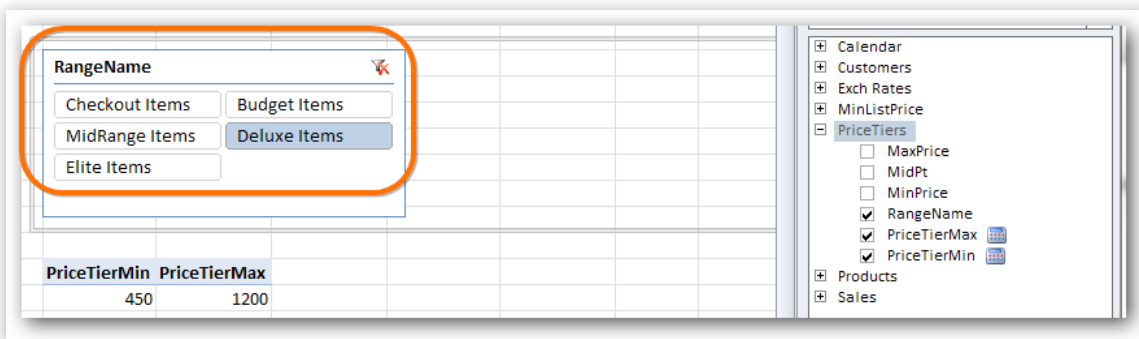 RangeName
Checkout Items Budget Items
MidRange Items Deluxe Items
Elite Items
PriceTierMin PriceTierMax
450 1200
Calendar
Customers
Exch Rates
MinListPrice
PriceTiers
MaxPrice
MidPt
MinPrice
RangeName
PriceTierMax
PriceTierMin
Products
Sales